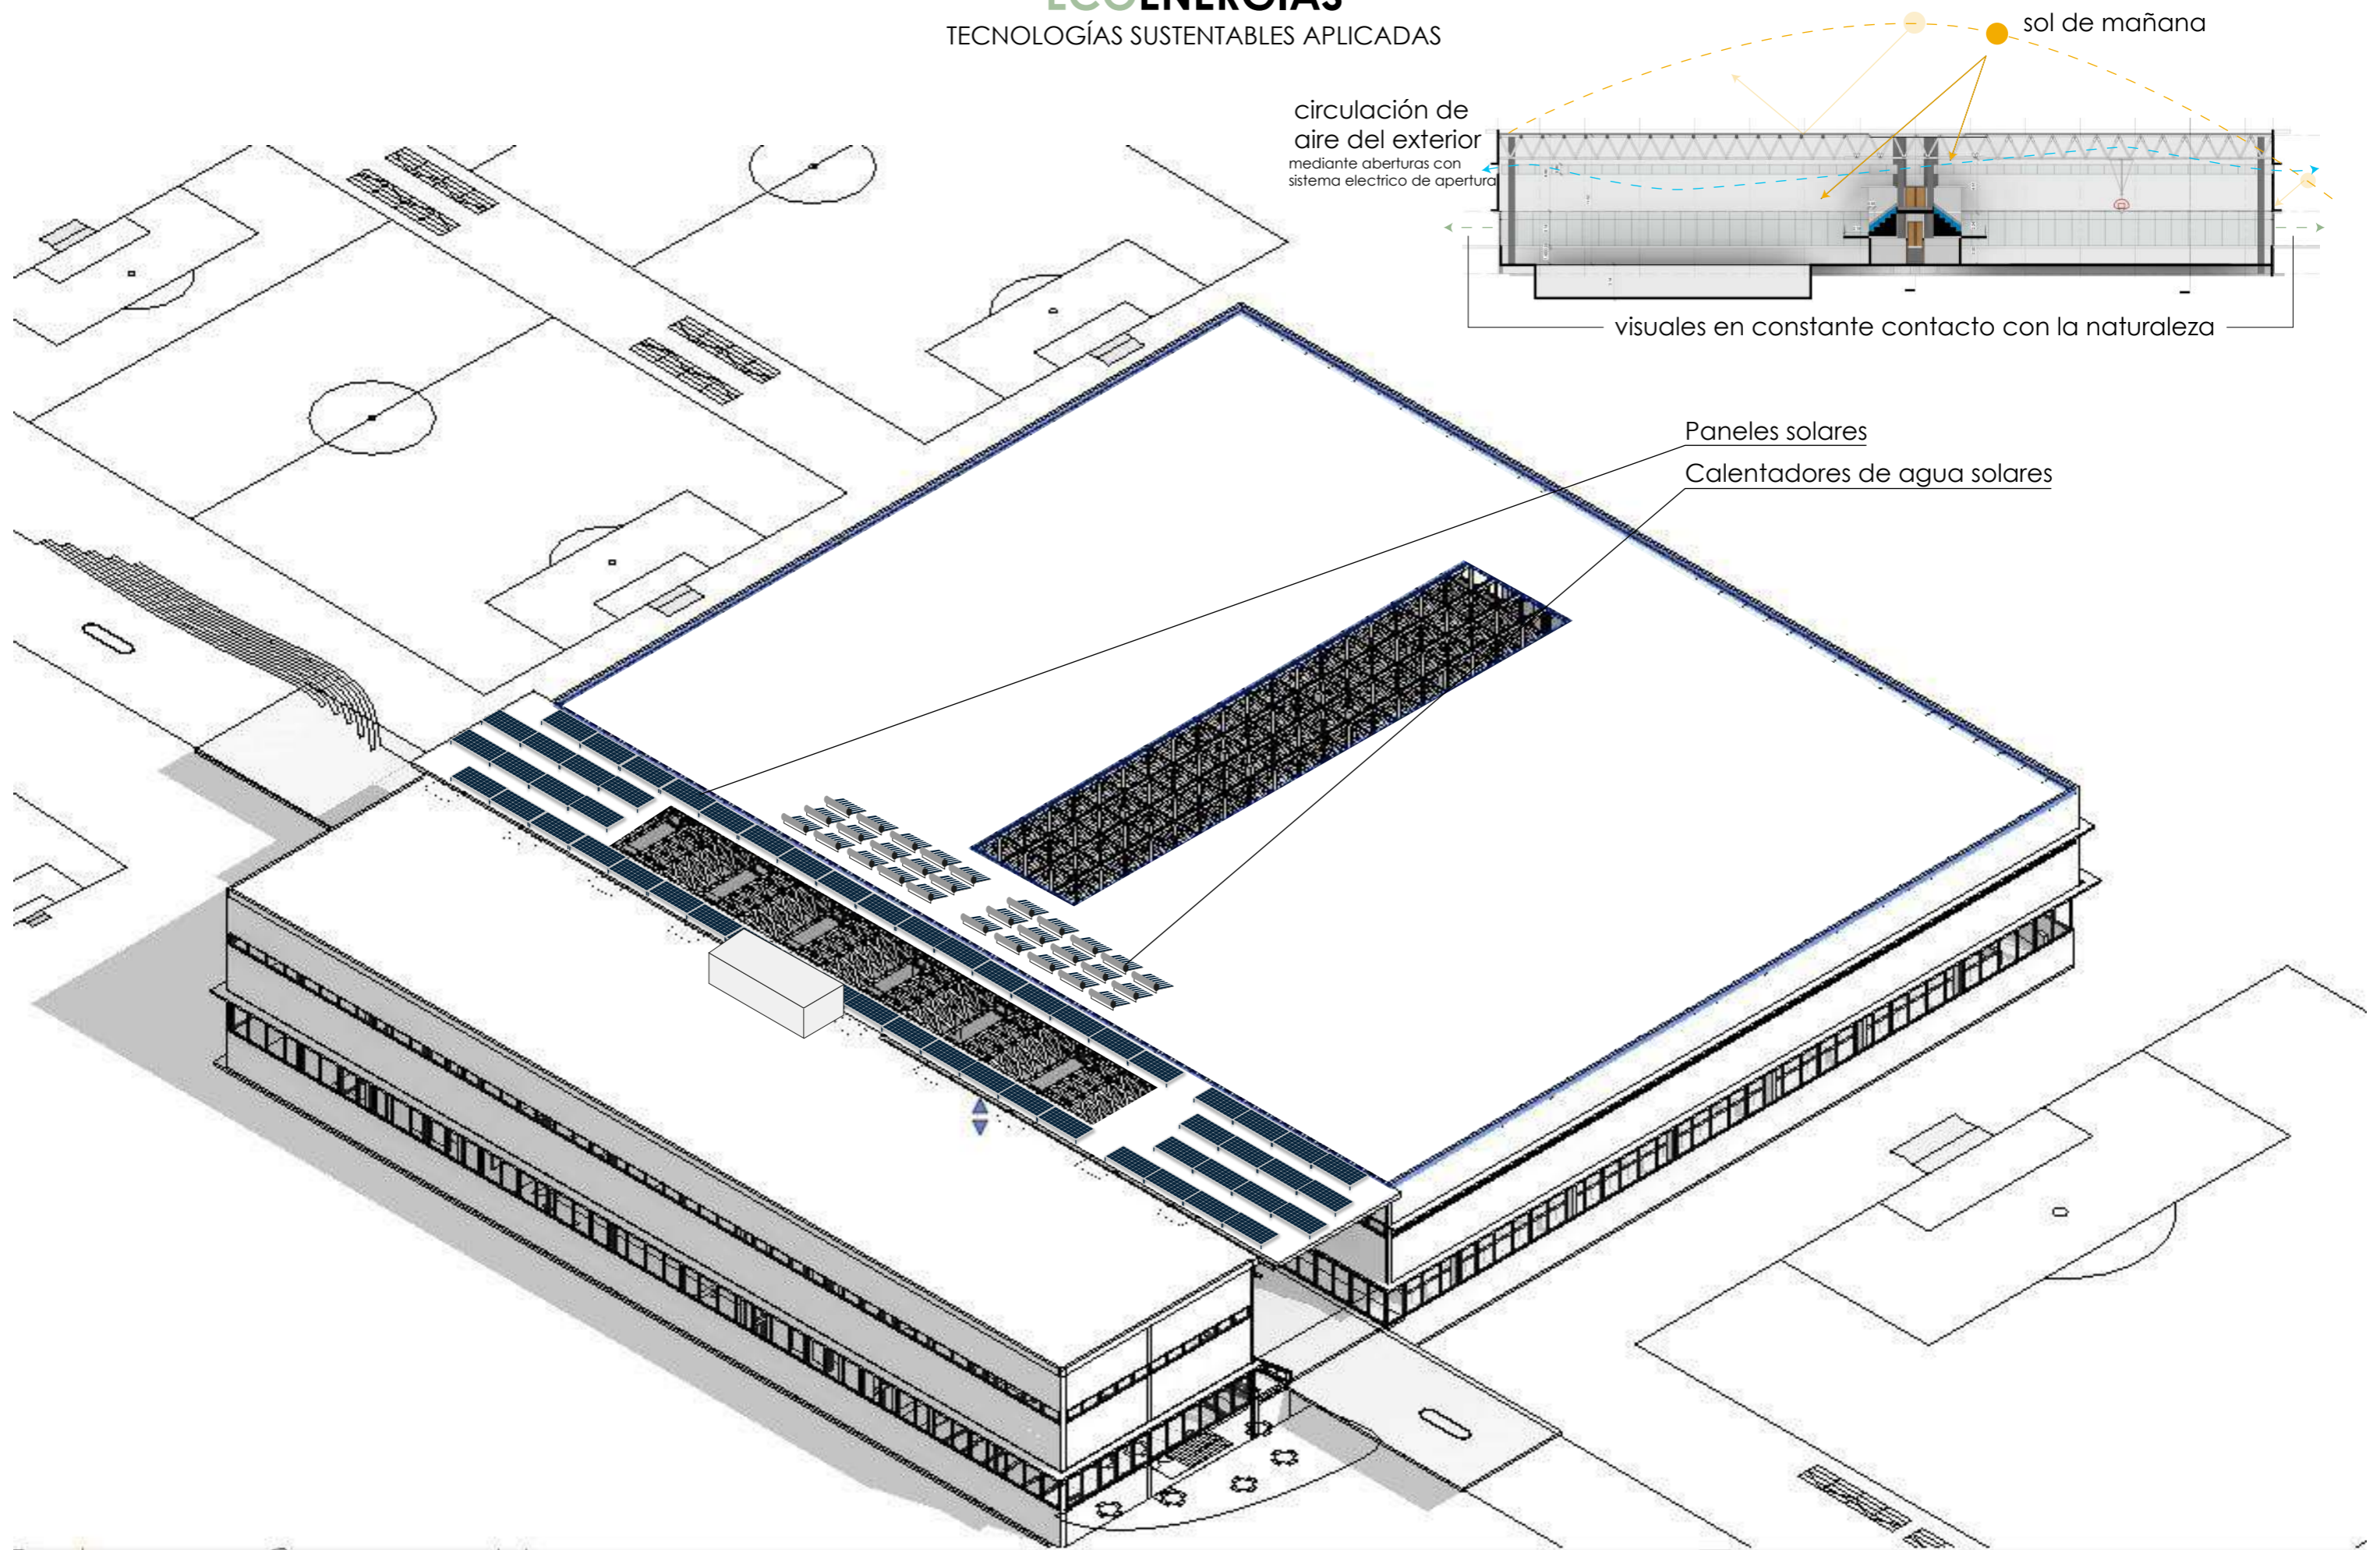 ECOENERGÍAS
TECNOLOGÍAS SUSTENTABLES APLICADAS
sol de mañana
circulación de
aire del exterior
mediante aberturas con
sistema electrico de apertura
visuales en constante contacto con la naturaleza
Paneles solares
Calentadores de agua solares